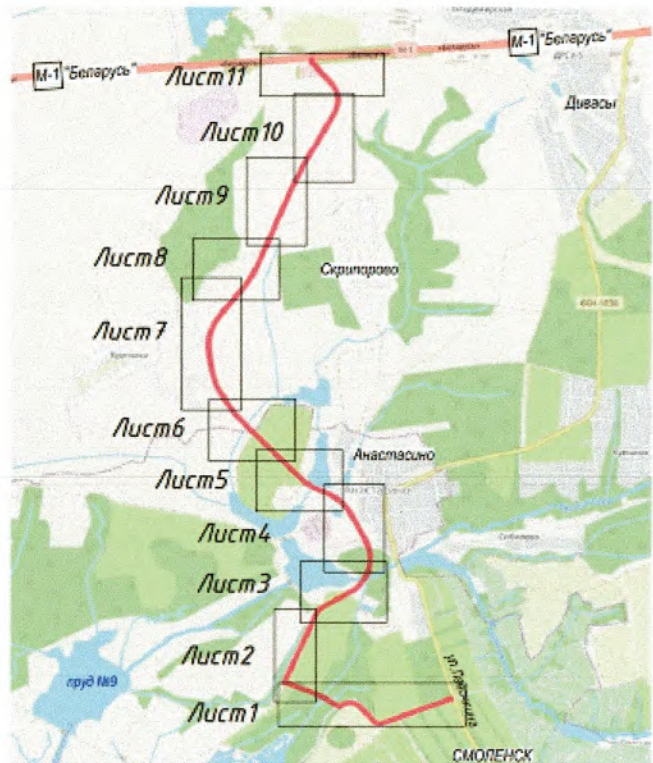 М-1 "Беларусь"
М-1 "Беларусь"
Лист11
Дивасы
Лист10
Лист9
Лист8
Скрипорово
Лист7
Лист6
Анастасино
Лист5
Лист4
Лист3
Лист2
пруд №9
Лист1
СМОЛЕНСК